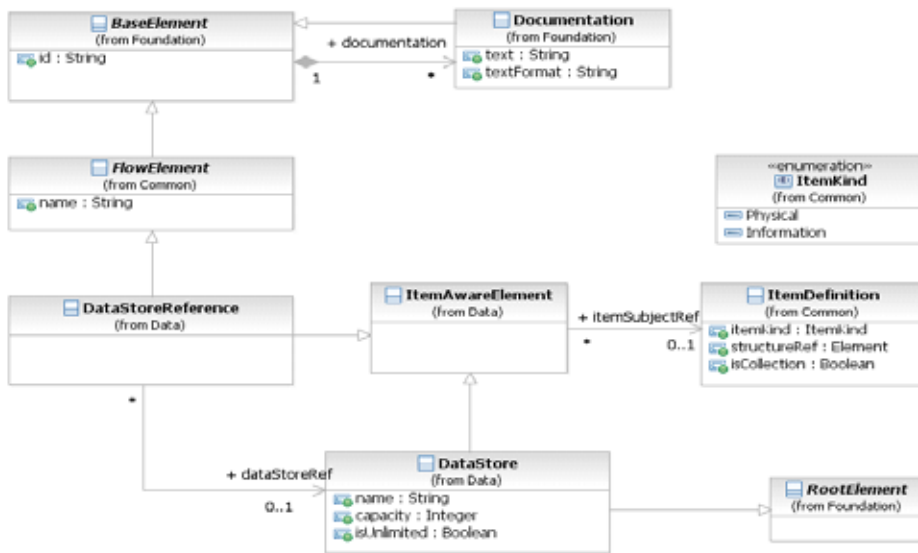 BaseElement
(from Foundation)
id : String
+ documentation
1
*
Documentation
(from Foundation)
text : String
textFormat : String
FlowElement
(from Common)
name : String
«enumeration»
ItemKind
(from Common)
Physical
Information
DataStoreReference
(from Data)
ItemAwareElement
(from Data)
+ itemSubjectRef
*
0..1
ItemDefinition
(from Common)
itemKind : ItemKind
structureRef : Element
isCollection : Boolean
*
+ dataStoreRef
0..1
DataStore
(from Data)
name : String
capacity : Integer
isUnlimited : Boolean
RootElement
(from Foundation)